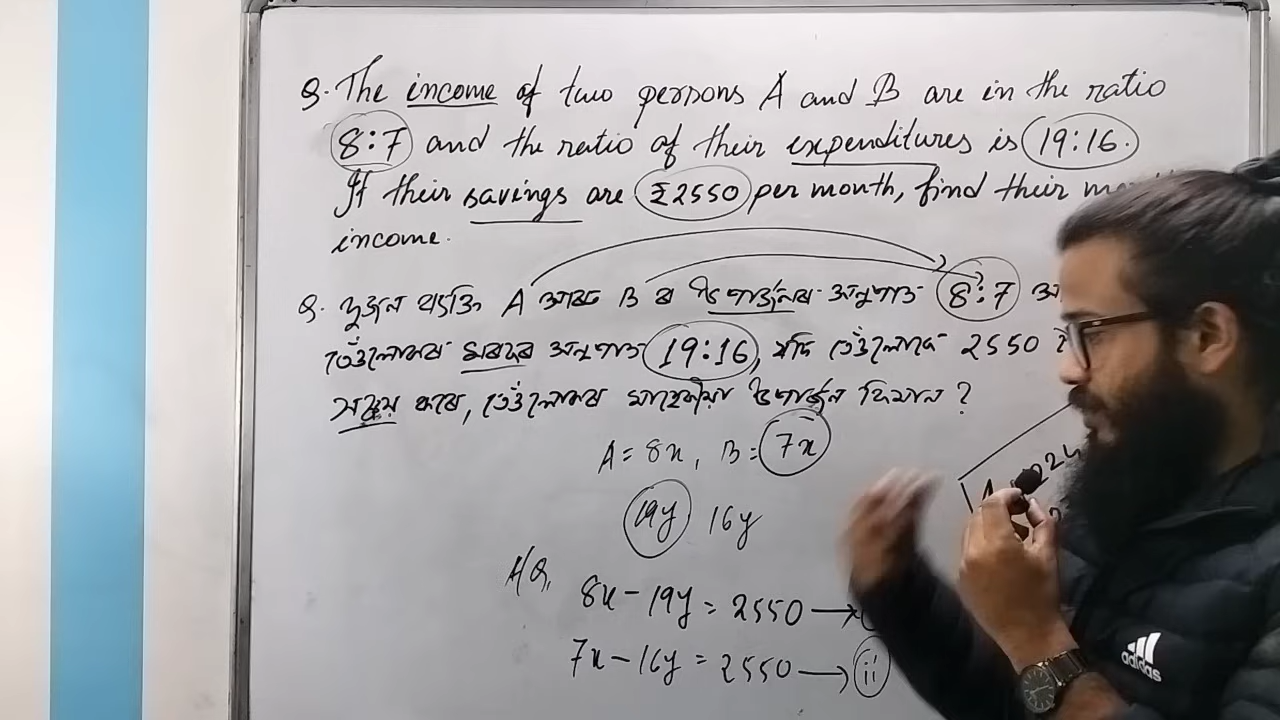 Q. The income of two persons A and B are in the ratio
8:7 and the ratio of their expenditures is 19:16.
If their savings are ₹2550 per month, find their
income.
Q. দুজন ব্যক্তি A আৰু B ৰ উপাৰ্জনৰ অনুপাত 8:7
তেওঁলোকৰ খৰচৰ অনুপাত 19:16, যদি তেওঁলোকে 2550
সঞ্চয় কৰে, তেওঁলোকৰ মাহেকীয়া উপাৰ্জন কিমান?
A = 8x, B = 7x
19y 16y
A/Q,
8x - 19y = 2550 →
7x - 16y = 2550 → ii
adidas